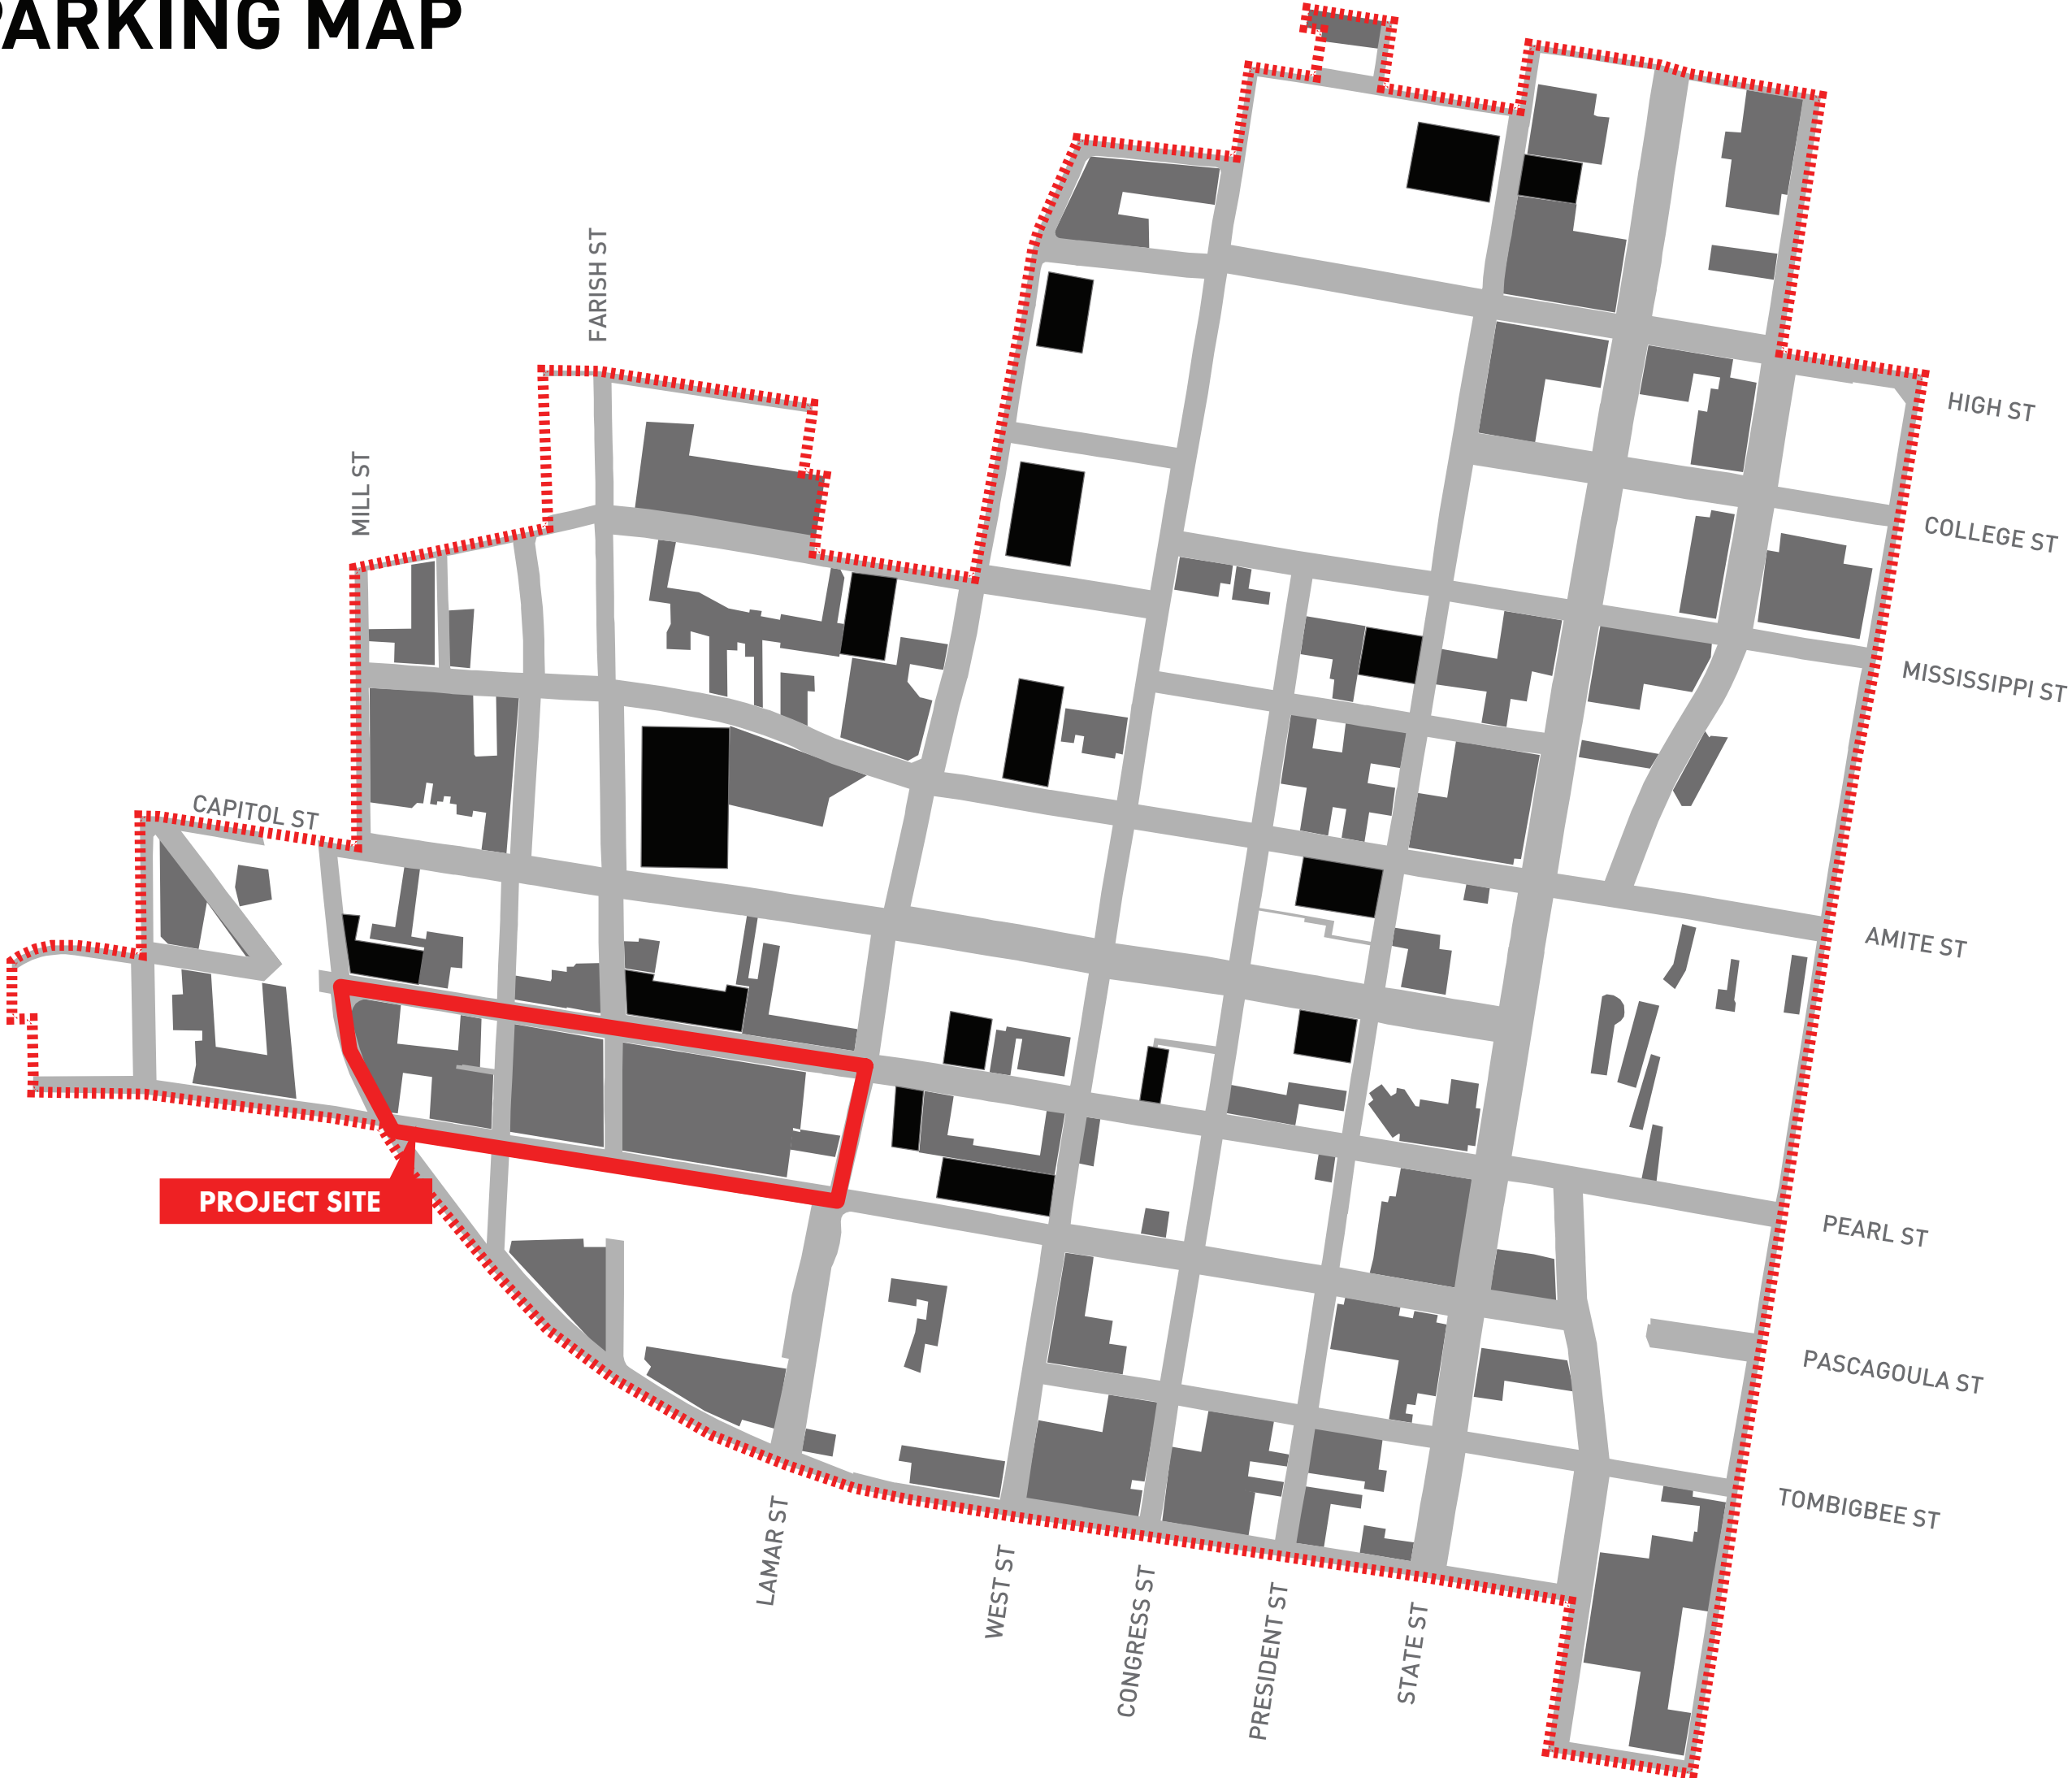 PARKING MAP
FARISH ST
MILL ST
CAPITOL ST
HIGH ST
COLLEGE ST
MISSISSIPPI ST
AMITE ST
PEARL ST
PASCAGOULA ST
TOMBIGBEE ST
PROJECT SITE
LAMAR ST
WEST ST
CONGRESS ST
PRESIDENT ST
STATE ST